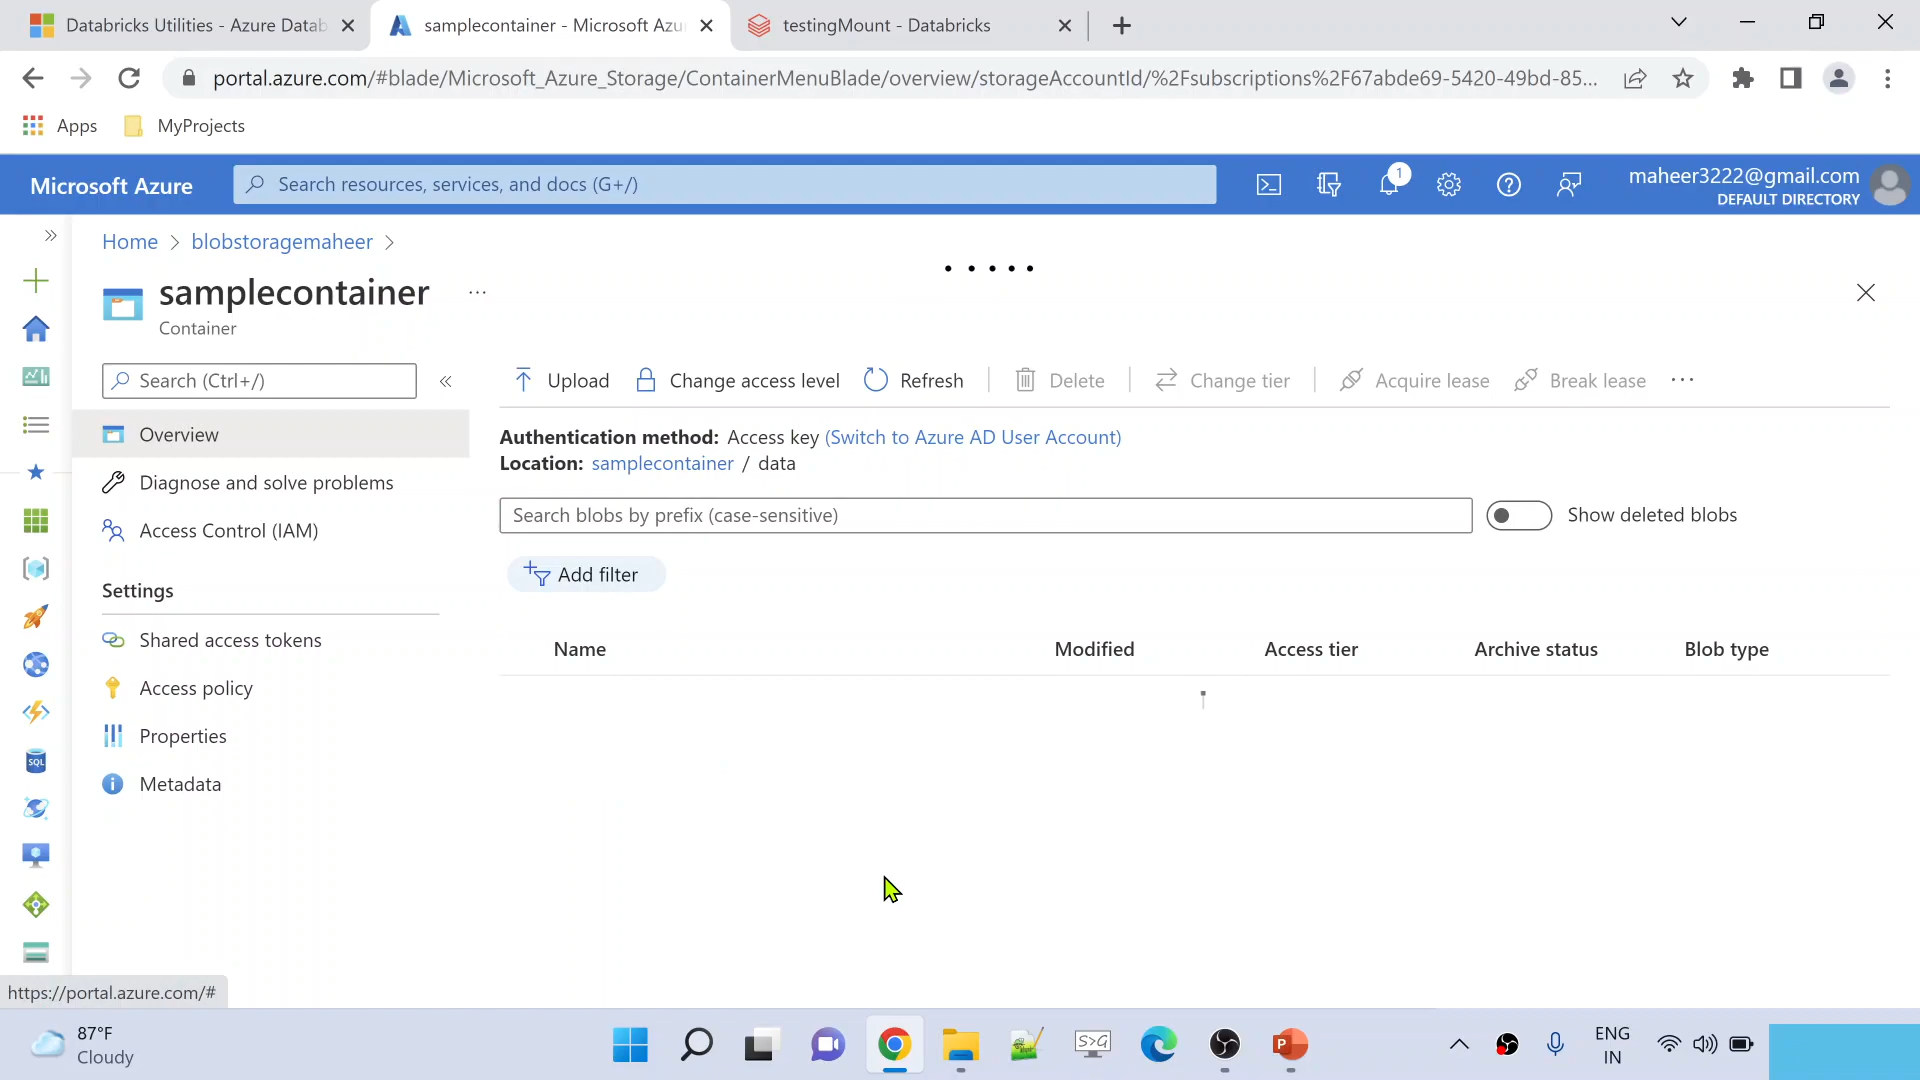 Databricks Utilities - Azure Datab
samplecontainer - Microsoft Azu
testingMount - Databricks
portal.azure.com/#blade/Microsoft_Azure_Storage/ContainerMenuBlade/overview/storageAccountId/%2Fsubscriptions%2F67abde69-5420-49bd-85...
Apps
MyProjects
Microsoft Azure
Search resources, services, and docs (G+/)
1
maheer3222@gmail.com
DEFAULT DIRECTORY
Home > blobstoragemaheer >
samplecontainer ...
Container
Search (Ctrl+/)
Overview
Diagnose and solve problems
Access Control (IAM)
Settings
Shared access tokens
Access policy
Properties
Metadata
Upload
Change access level
Refresh
Delete
Change tier
Acquire lease
Break lease
...
Authentication method: Access key (Switch to Azure AD User Account)
Location: samplecontainer / data
Search blobs by prefix (case-sensitive)
Show deleted blobs
Add filter
Name
Modified
Access tier
Archive status
Blob type
SQL
https://portal.azure.com/#
87°F
Cloudy
S>G
P
ENG
IN